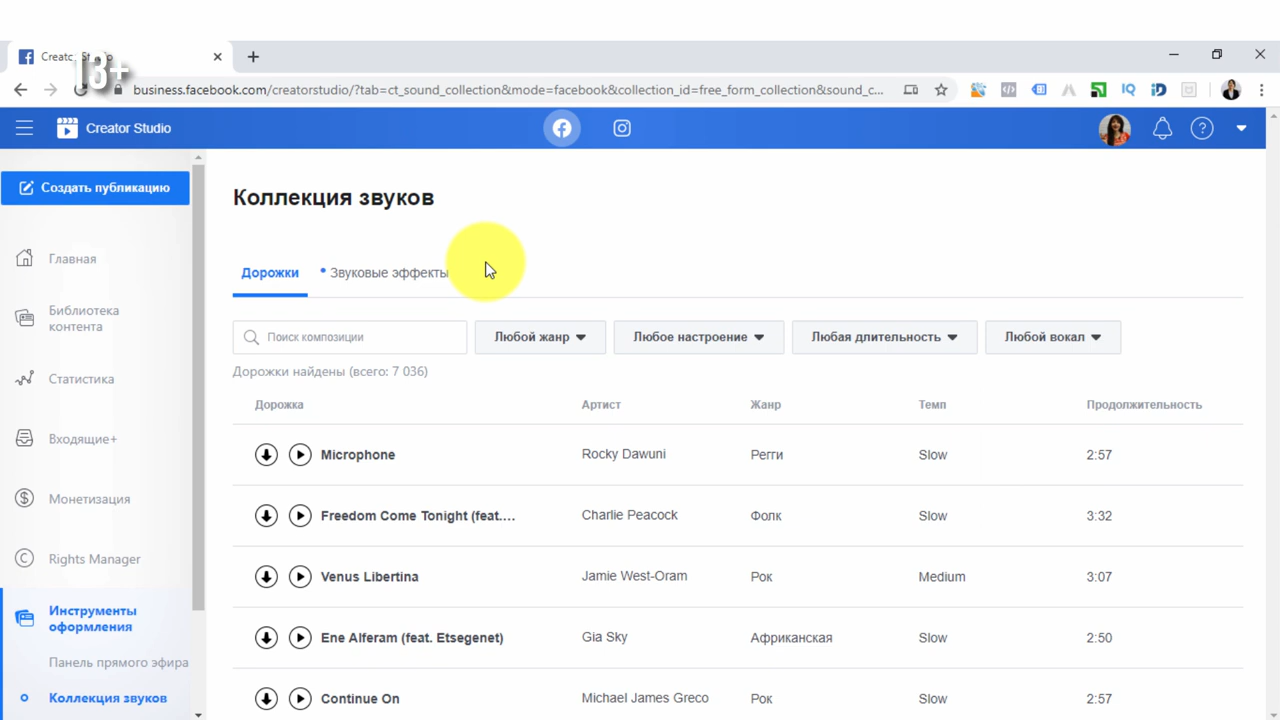 Creator Studio
13+
business.facebook.com/creatorstudio/?tab=ct_sound_collection&mode=facebook&collection_id=free_form_collection&sound_c...
Creator Studio
Создать публикацию
Главная
Библиотека
контента
Статистика
Входящие+
Монетизация
Rights Manager
Инструменты
оформления
Панель прямого эфира
Коллекция звуков
Коллекция звуков
Дорожки
Звуковые эффекты
Поиск композиции
Любой жанр
Любое настроение
Любая длительность
Любой вокал
Дорожки найдены (всего: 7 036)
Дорожка Артист Жанр Темп Продолжительность
Microphone Rocky Dawuni Регги Slow 2:57
Freedom Come Tonight (feat.... Charlie Peacock Фолк Slow 3:32
Venus Libertina Jamie West-Oram Рок Medium 3:07
Ene Alferam (feat. Etsegenet) Gia Sky Африканская Slow 2:50
Continue On Michael James Greco Рок Slow 2:57